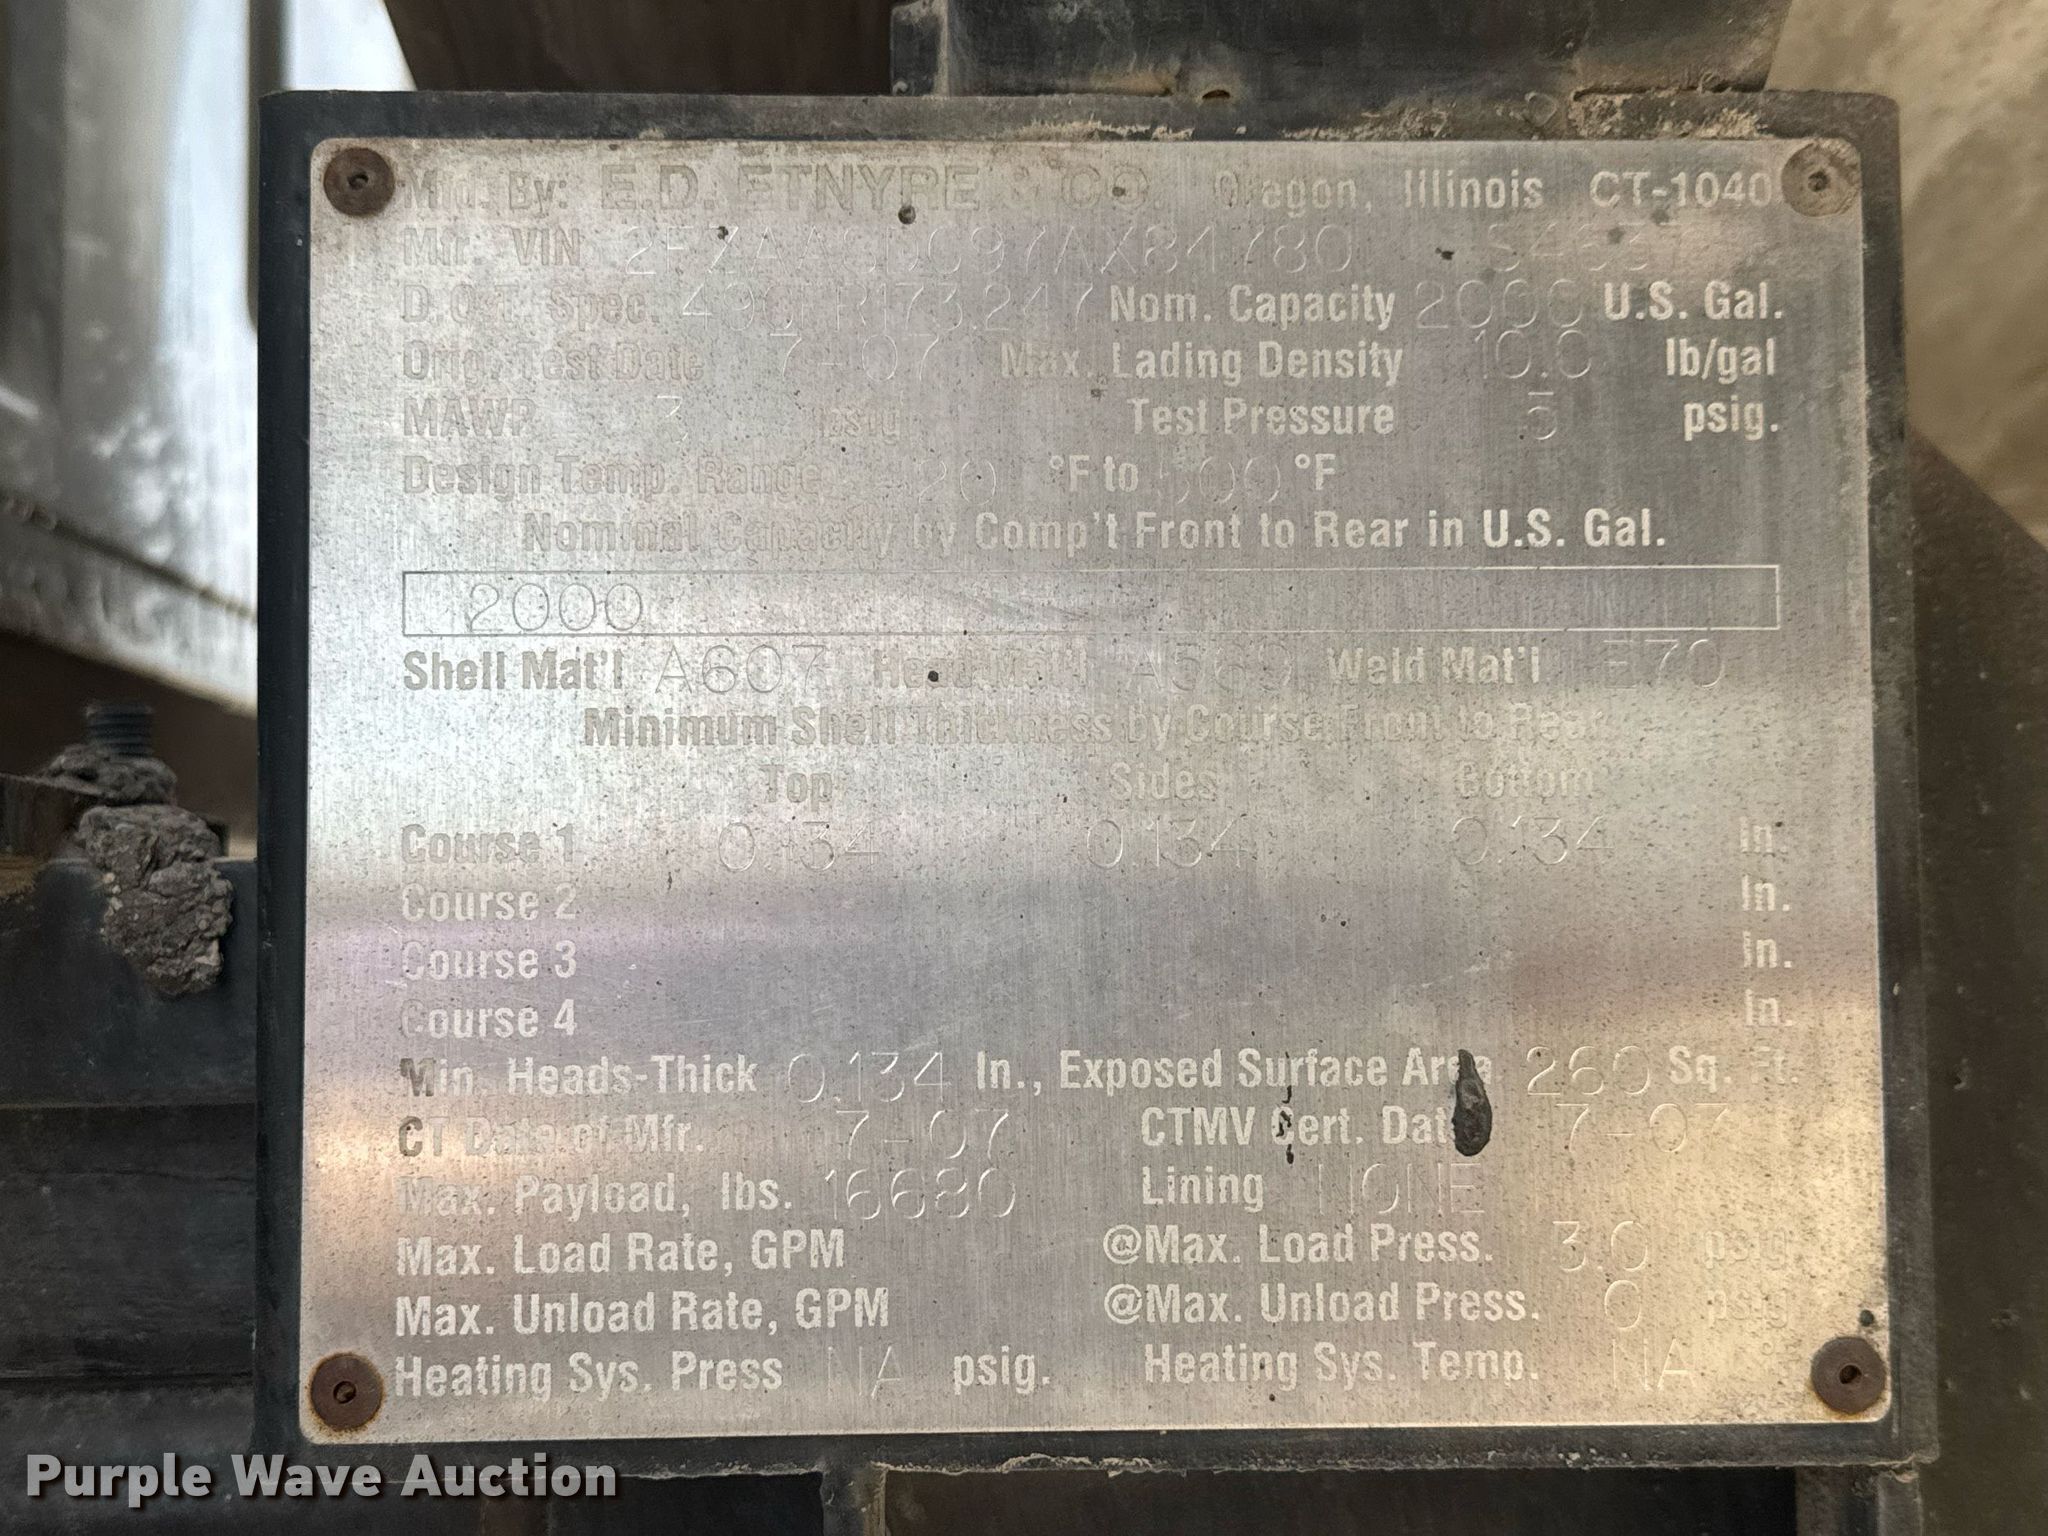 Mfd. By: E.D. ETNYRE & CO. Oregon, Illinois CT-1040
Mfr. VIN
D.O.T. Spec. Nom. Capacity 2000 U.S. Gal.
Orig. Test Date 7-07 Max. Lading Density 10.0 lb/gal
MAWP 3 psig Test Pressure 5 psig.
Design Temp. Range -20 °F to 500 °F
Nominal Capacity by Comp't Front to Rear in U.S. Gal.
2000
Shell Mat'l A607 Head Mat'l A569 Weld Mat'l E70
Minimum Shell Thickness by Course Front to Rear
Top Sides Bottom
Course 1 0.134 0.134 0.134 In.
Course 2 In.
Course 3 In.
Course 4 In.
Min. Heads-Thick 0.134 In., Exposed Surface Area 260 Sq. Ft.
CT Date of Mfr. 7-07 CTMV Cert. Date 7-07
Max. Payload, lbs. 16680 Lining NONE
Max. Load Rate, GPM @Max. Load Press. 3.0 psig
Max. Unload Rate, GPM @Max. Unload Press. 0 psig
Heating Sys. Press NA psig. Heating Sys. Temp. NA
Purple Wave Auction